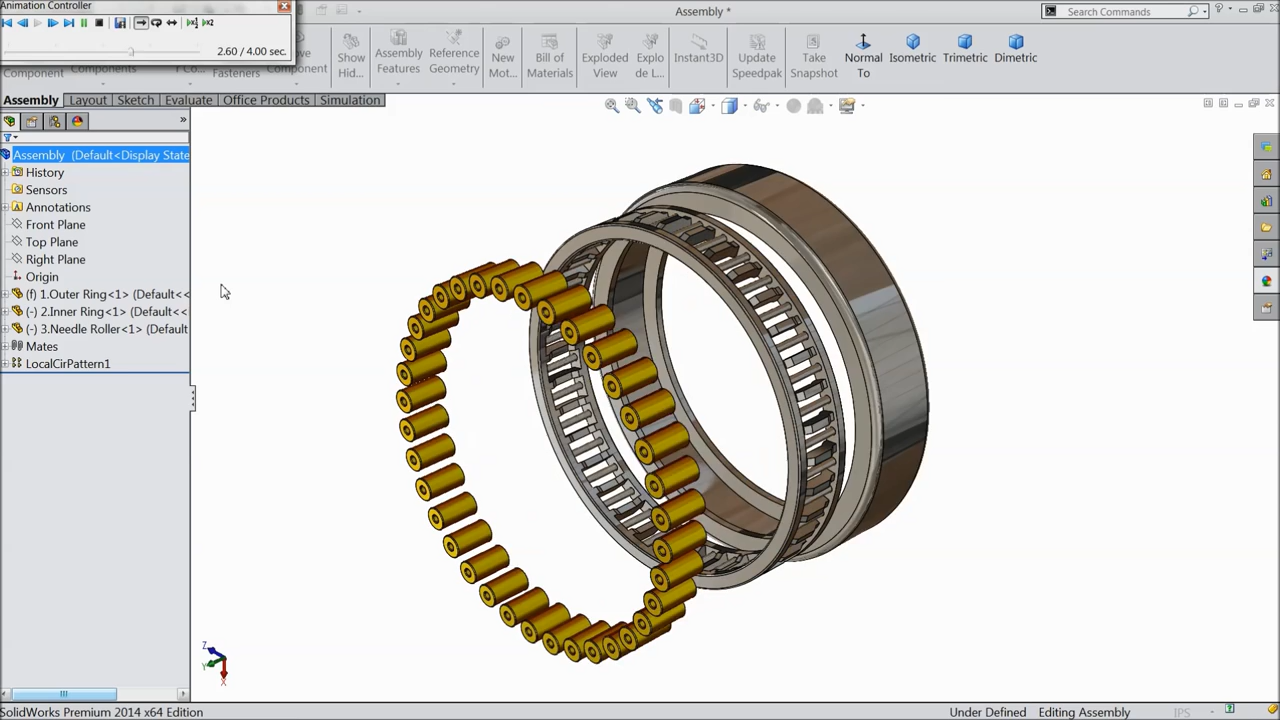 Animation Controller
2.60 / 4.00 sec.
Assembly *
Search Commands
Component
Components
Fasteners
Component
Show
Hid...
Assembly
Features
Reference
Geometry
New
Mot...
Bill of
Materials
Exploded
View
Explo
de L...
Instant3D
Update
Speedpak
Take
Snapshot
Normal
To
Isometric
Trimetric
Dimetric
Assembly Layout Sketch Evaluate Office Products Simulation
Assembly (Default<Display State
History
Sensors
Annotations
Front Plane
Top Plane
Right Plane
Origin
(f) 1.Outer Ring<1> (Default<<
(-) 2.Inner Ring<1> (Default<<
(-) 3.Needle Roller<1> (Default
Mates
LocalCirPattern1
Z
Y
X
SolidWorks Premium 2014 x64 Edition
Under Defined
Editing Assembly
IPS